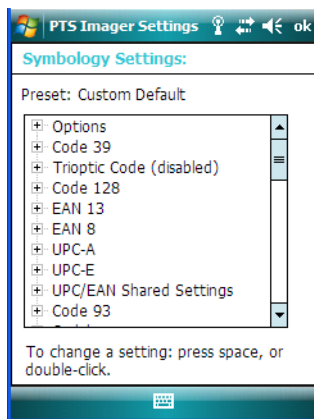 PTS Imager Settings ok
Symbology Settings:
Preset: Custom Default
Options
Code 39
Trioptic Code (disabled)
Code 128
EAN 13
EAN 8
UPC-A
UPC-E
UPC/EAN Shared Settings
Code 93
To change a setting: press space, or
double-click.